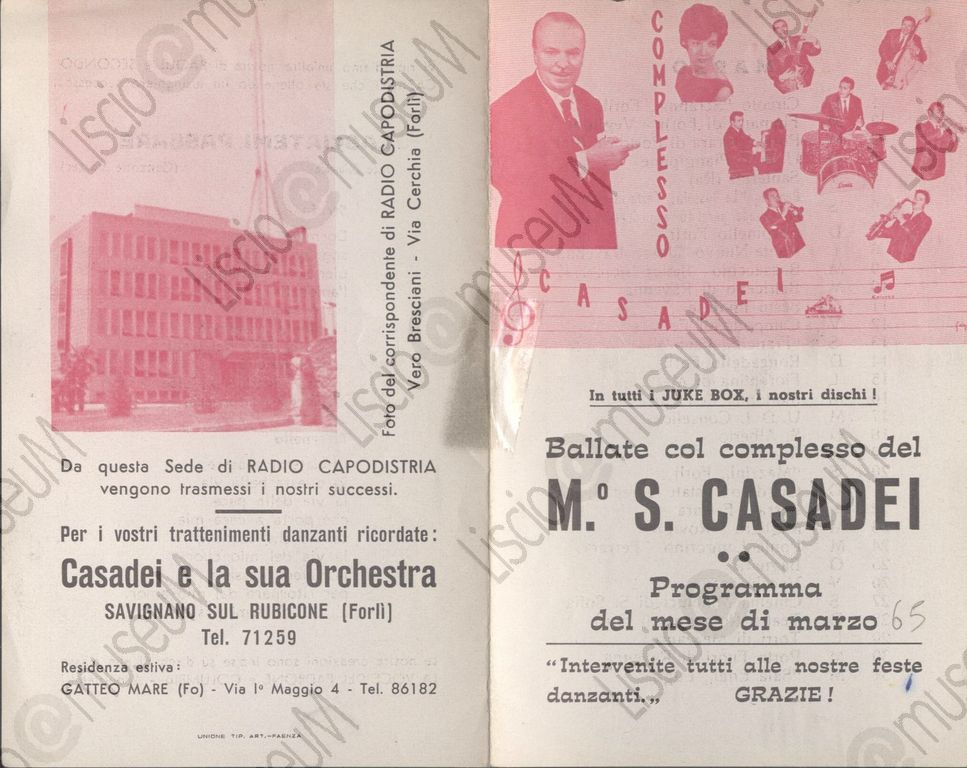 Foto del corrispondente di RADIO CAPODISTRIA
Vero Bresciani - Via Cerchia (Forlì)
Da questa Sede di RADIO CAPODISTRIA
vengono trasmessi i nostri successi.
Per i vostri trattenimenti danzanti ricordate:
Casadei e la sua Orchestra
SAVIGNANO SUL RUBICONE (Forlì)
Tel. 71259
Residenza estiva:
GATTEO MARE (Fo) - Via Iº Maggio 4 - Tel. 86182
UNIONE TIP. ART.-FAENZA
COMPLESSO
CASADEI
In tutti i JUKE BOX, i nostri dischi!
Ballate col complesso del
Mº S. CASADEI
Programma
del mese di marzo 65
“Intervenite tutti alle nostre feste
danzanti.„ GRAZIE!
Liscio@museuM